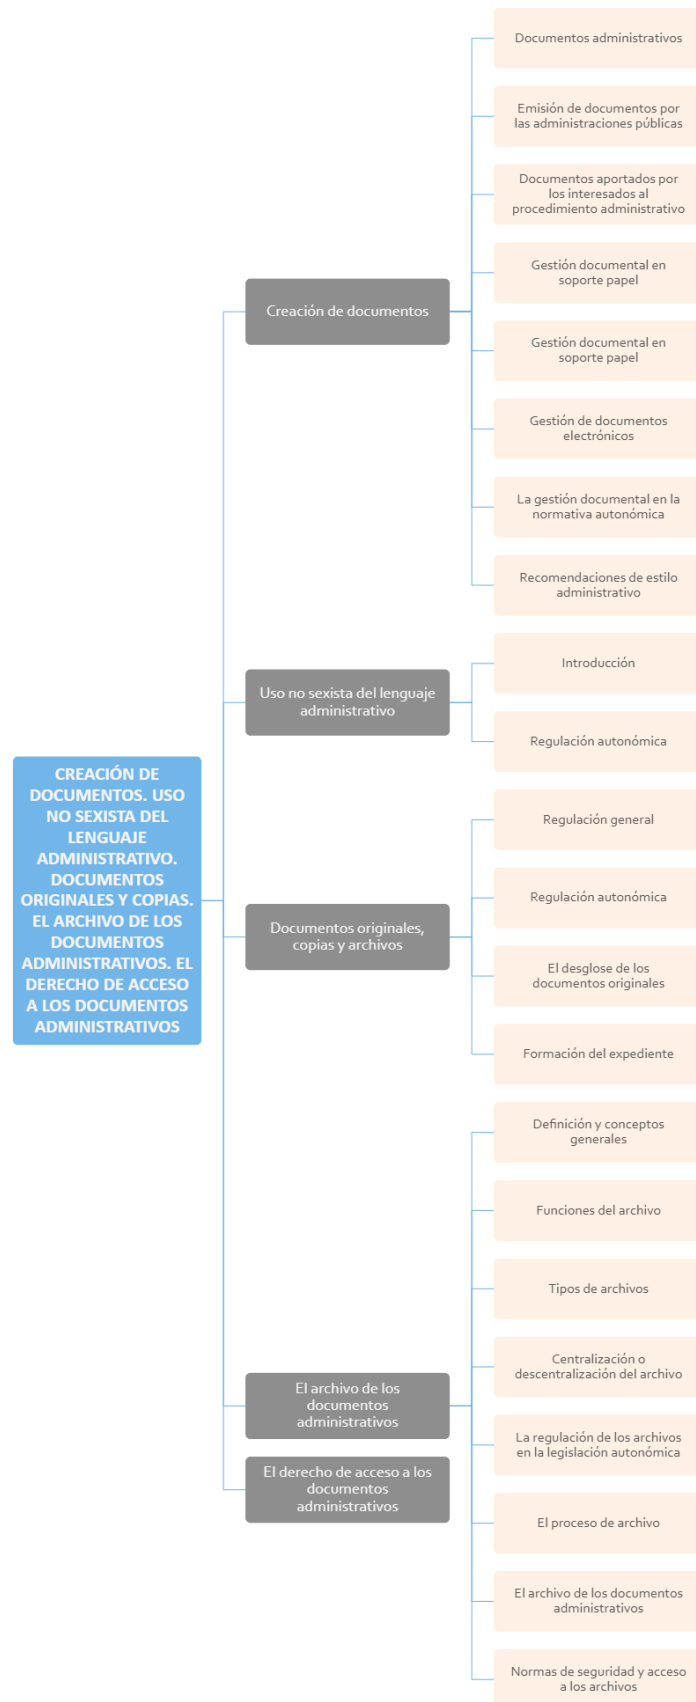 CREACIÓN DE
DOCUMENTOS. USO
NO SEXISTA DEL
LENGUAJE
ADMINISTRATIVO.
DOCUMENTOS
ORIGINALES Y COPIAS.
EL ARCHIVO DE LOS
DOCUMENTOS
ADMINISTRATIVOS. EL
DERECHO DE ACCESO
A LOS DOCUMENTOS
ADMINISTRATIVOS
Creación de documentos
Documentos administrativos
Emisión de documentos por
las administraciones públicas
Documentos aportados por
los interesados al
procedimiento administrativo
Gestión documental en
soporte papel
Gestión documental en
soporte papel
Gestión de documentos
electrónicos
La gestión documental en la
normativa autonómica
Recomendaciones de estilo
administrativo
Uso no sexista del lenguaje
administrativo
Introducción
Regulación autonómica
Documentos originales,
copias y archivos
Regulación general
Regulación autonómica
El desglose de los
documentos originales
Formación del expediente
El archivo de los
documentos
administrativos
Definición y conceptos
generales
Funciones del archivo
Tipos de archivos
Centralización o
descentralización del archivo
La regulación de los archivos
en la legislación autonómica
El proceso de archivo
El archivo de los documentos
administrativos
Normas de seguridad y acceso
a los archivos
El derecho de acceso a los
documentos
administrativos